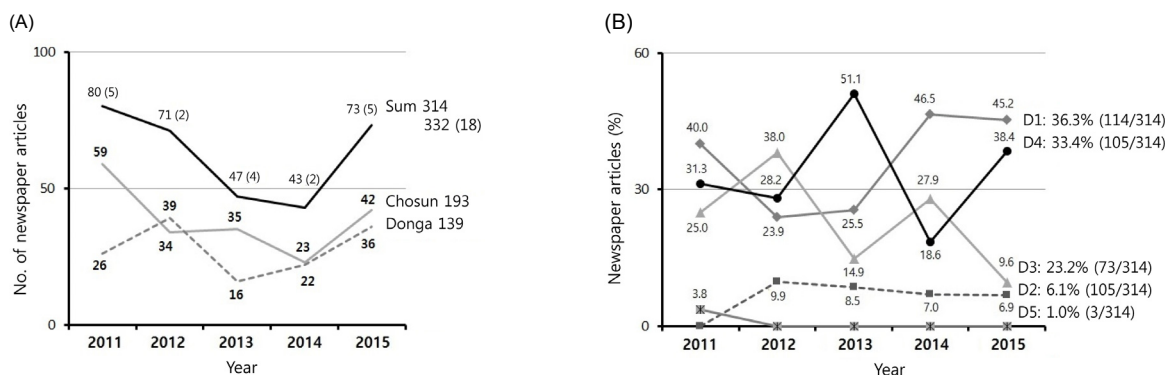 (A)
100
50
0
No. of newspaper articles
80 (5)
71 (2)
47 (4)
43 (2)
73 (5)
59
34
35
23
42
26
39
16
22
36
Sum 314
332 (18)
Chosun 193
Donga 139
2011 2012 2013 2014 2015
Year
(B)
60
30
0
Newspaper articles (%)
40.0
23.9
25.5
46.5
45.2
31.3
28.2
51.1
18.6
38.4
25.0
38.0
14.9
27.9
9.6
3.8
9.9
8.5
7.0
6.9
D1: 36.3% (114/314)
D4: 33.4% (105/314)
D3: 23.2% (73/314)
D2: 6.1% (105/314)
D5: 1.0% (3/314)
2011 2012 2013 2014 2015
Year